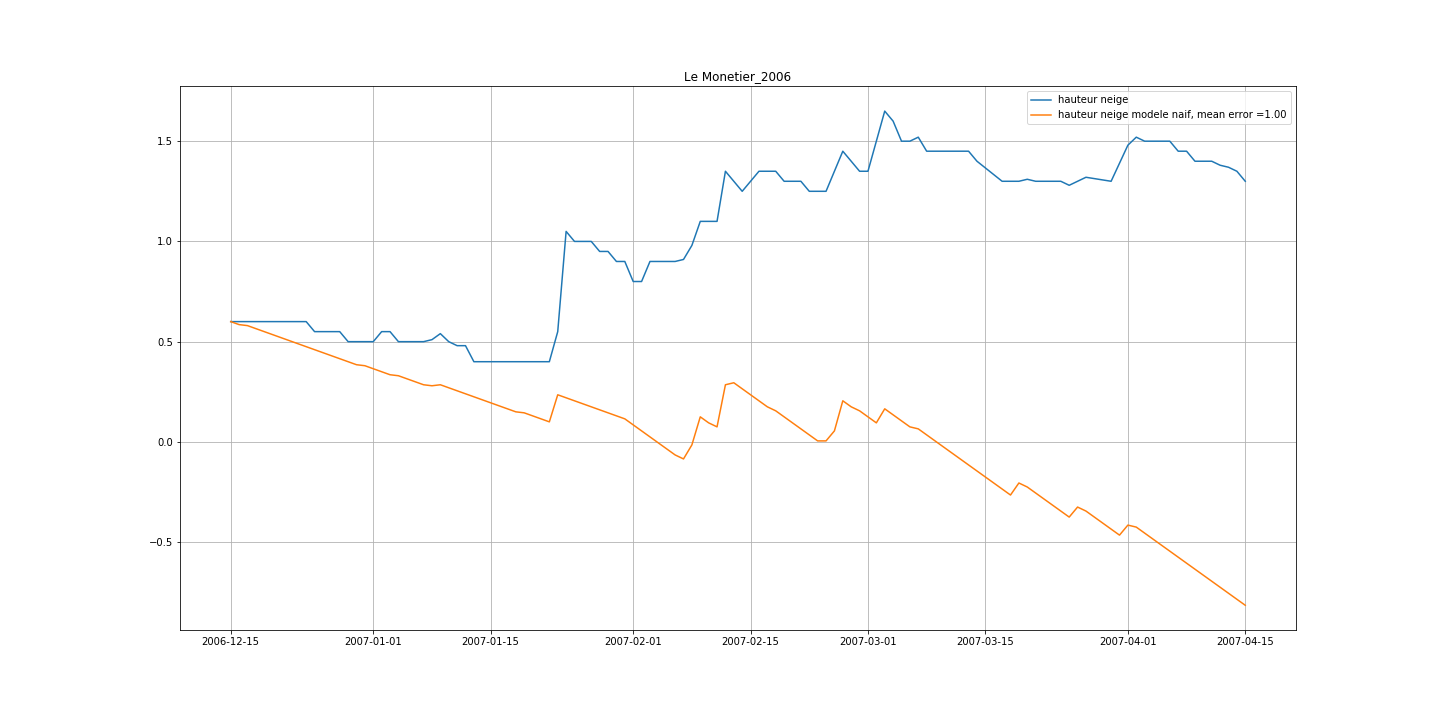 Le Monetier_2006
hauteur neige
hauteur neige modele naif, mean error =1.00
1.5
1.0
0.5
0.0
−0.5
2006-12-15 2007-01-01 2007-01-15 2007-02-01 2007-02-15 2007-03-01 2007-03-15 2007-04-01 2007-04-15